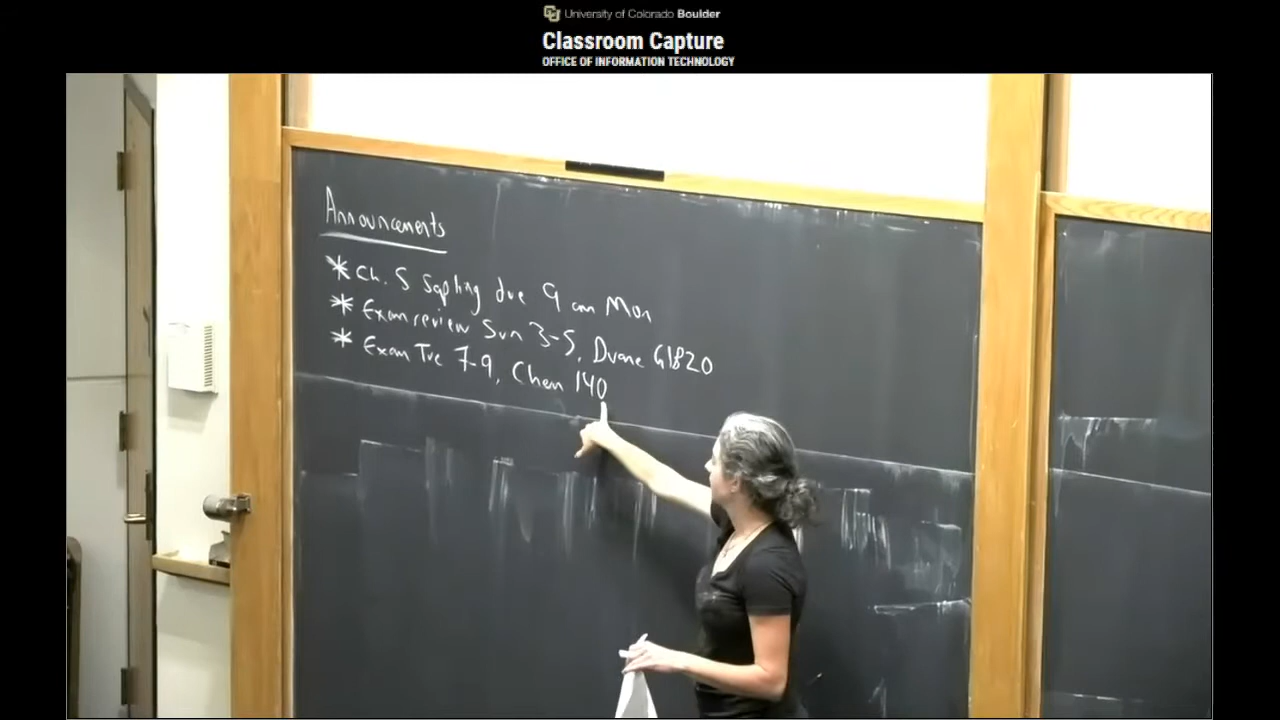 University of Colorado Boulder
Classroom Capture
OFFICE OF INFORMATION TECHNOLOGY
Announcements
* Ch. 5 Sapling due 9 am Mon
* Exam review Sun 3-5, Duane G1B20
* Exam Tue 7-9, Chem 140